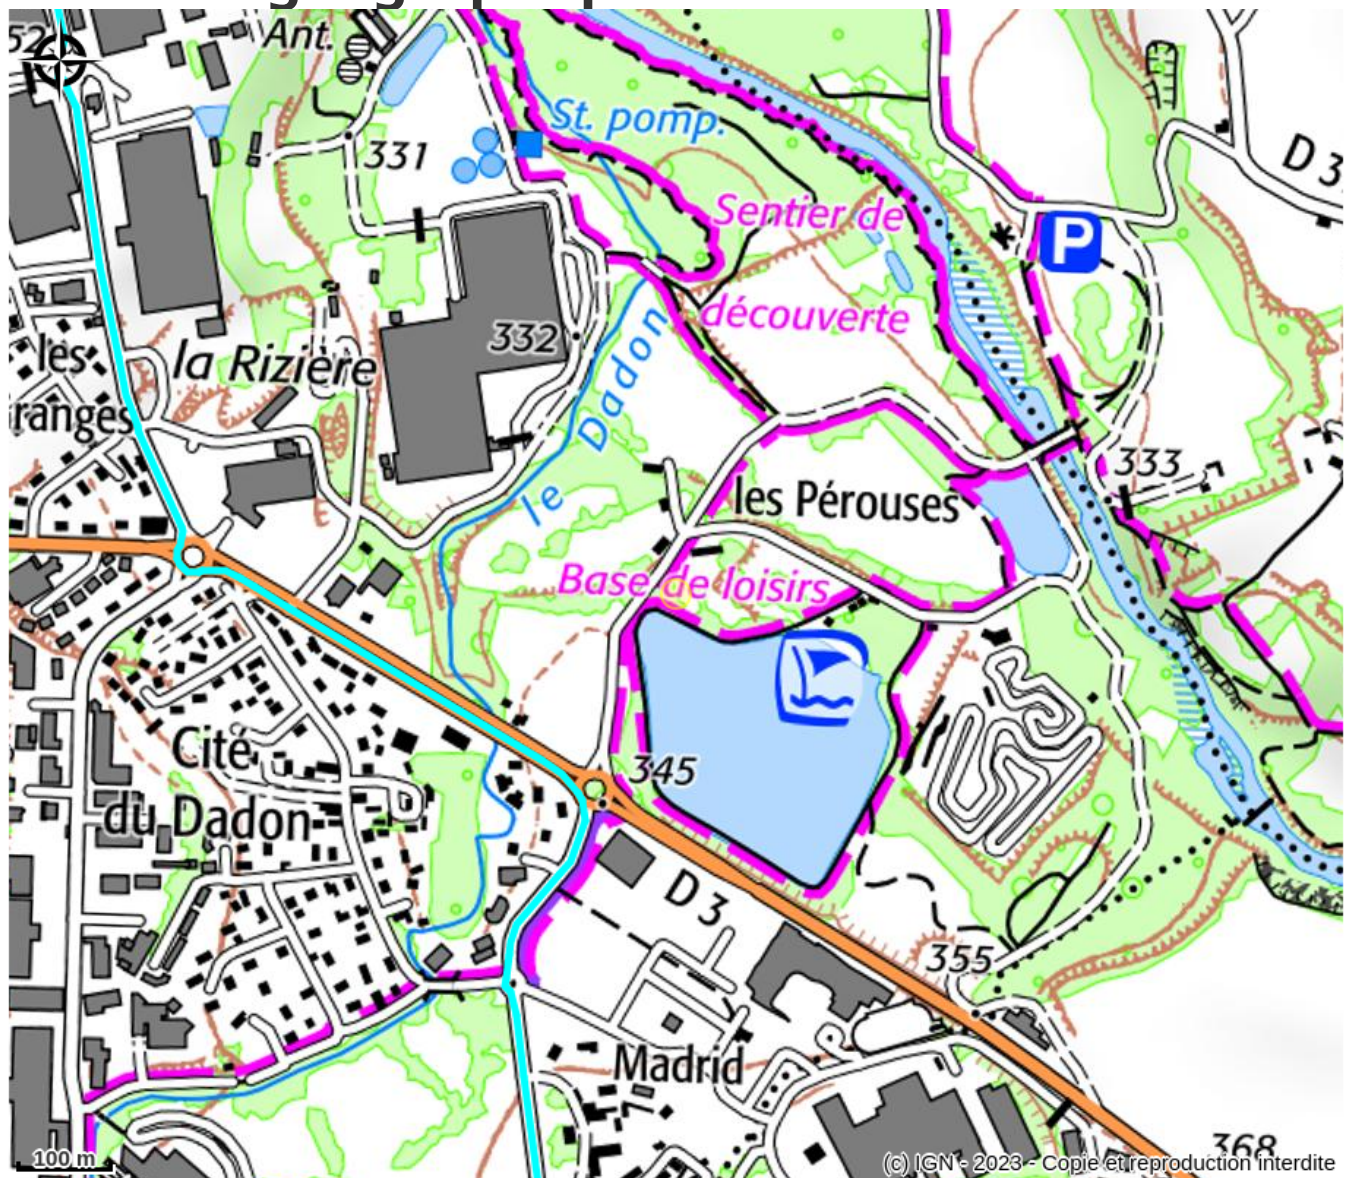 52
Ant.
St. pomp.
331
D 3
P
Sentier de
découverte
332
les
ranges
la Rizière
le Dadon
333
les Pérouses
Base de loisirs
345
Cité
du Dadon
D 3
355
Madrid
368
100 m
(c) IGN - 2023 - Copie et reproduction interdite